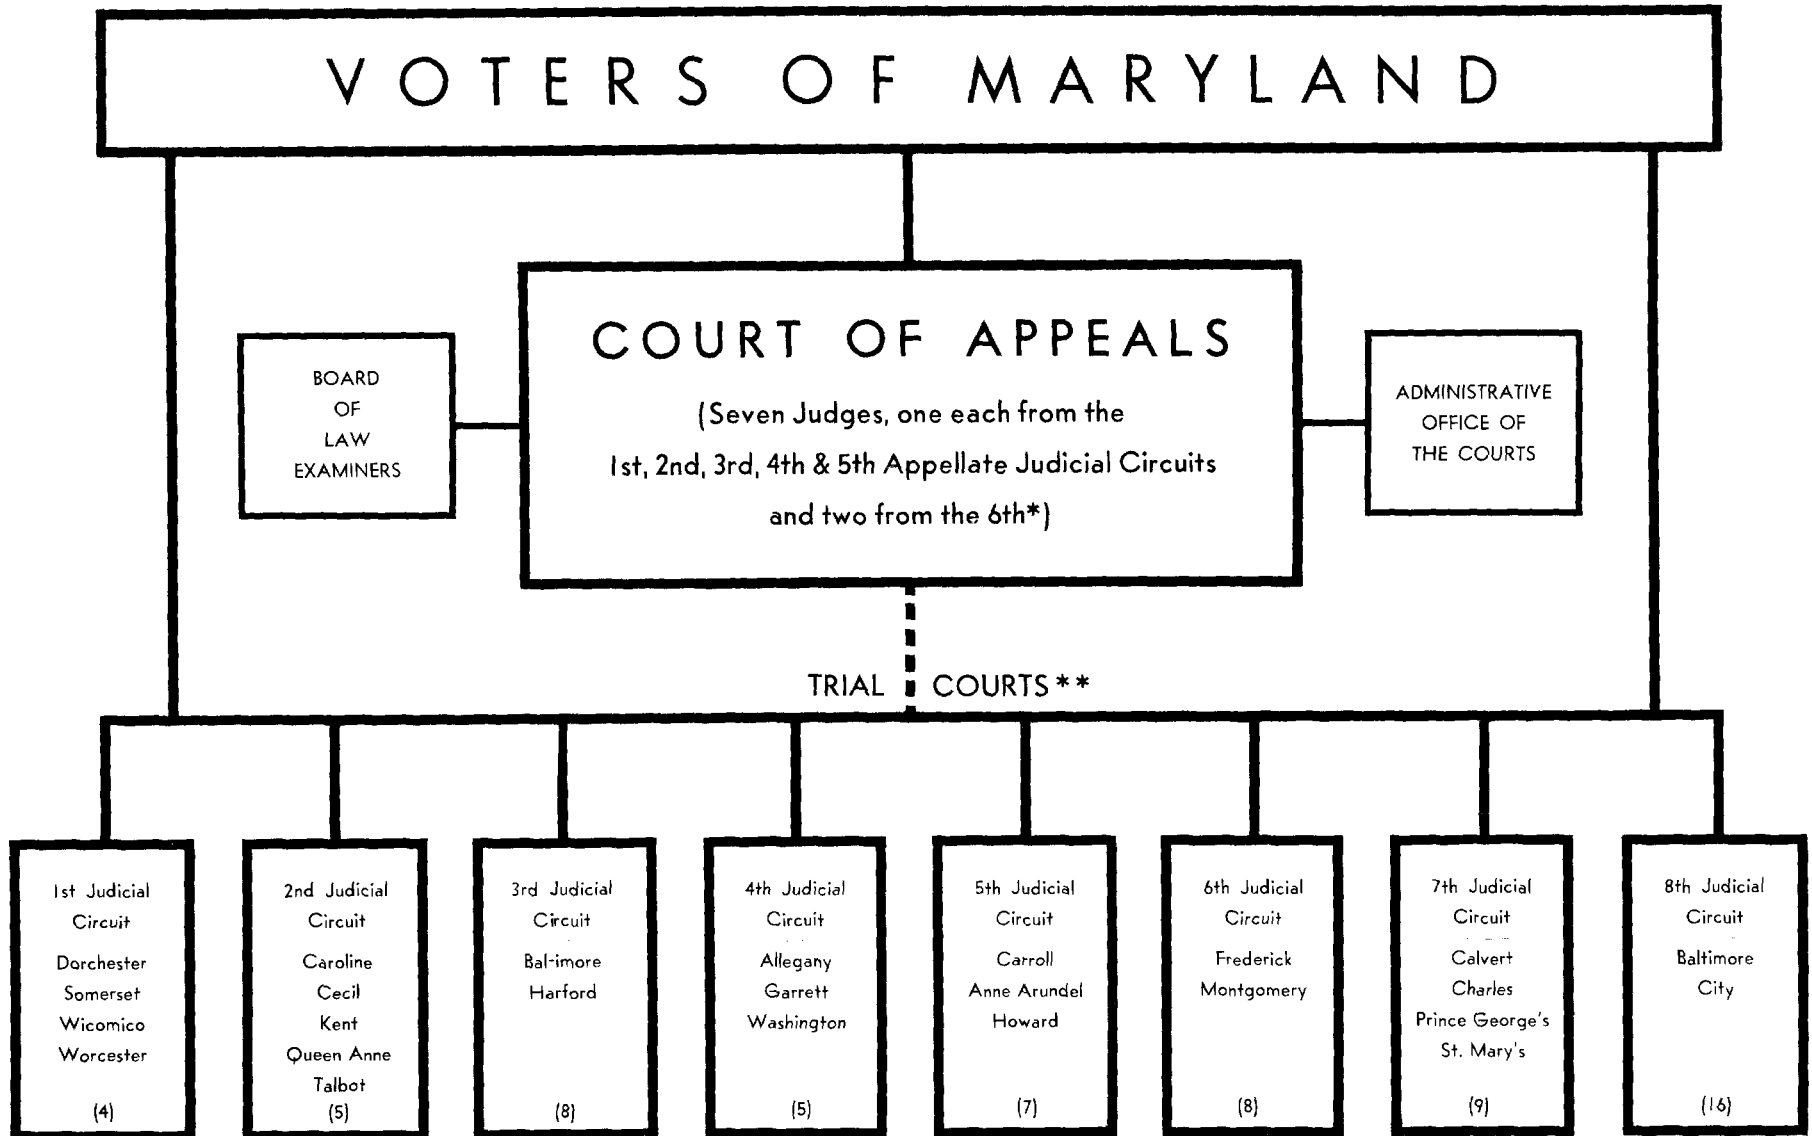 VOTERS OF MARYLAND
COURT OF APPEALS
(Seven Judges, one each from the
1st, 2nd, 3rd, 4th & 5th Appellate Judicial Circuits
and two from the 6th*)
BOARD
OF
LAW
EXAMINERS
ADMINISTRATIVE
OFFICE OF
THE COURTS
TRIAL COURTS**
1st Judicial
Circuit
Dorchester
Somerset
Wicomico
Worcester
(4)
2nd Judicial
Circuit
Caroline
Cecil
Kent
Queen Anne
Talbot
(5)
3rd Judicial
Circuit
Bal-imore
Harford
(8)
4th Judicial
Circuit
Allegany
Garrett
Washington
(5)
5th Judicial
Circuit
Carroll
Anne Arundel
Howard
(7)
6th Judicial
Circuit
Frederick
Montgomery
(8)
7th Judicial
Circuit
Calvert
Charles
Prince George's
St. Mary's
(9)
8th Judicial
Circuit
Baltimore
City
(16)